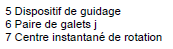 5 Dispositif de guidage
6 Paire de galets j
7 Centre instantané de rotation